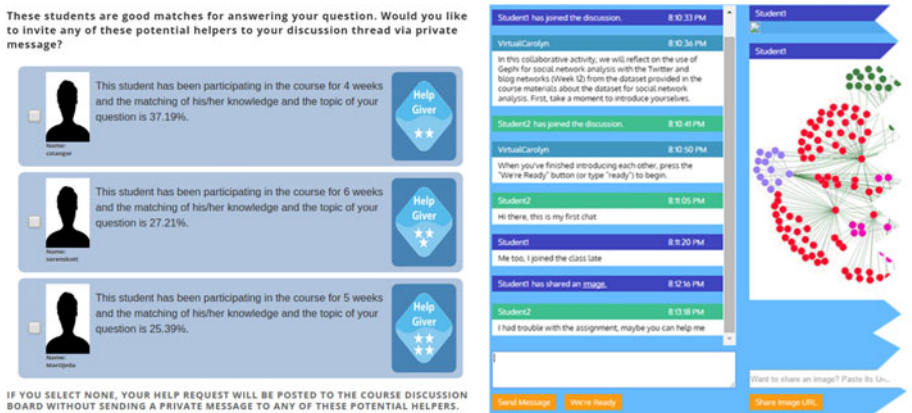 These students are good matches for answering your question. Would you like
to invite any of these potential helpers to your discussion thread via private
message?
This student has been participating in the course for 4 weeks
and the matching of his/her knowledge and the topic of your
question is 37.19%.
Name:
Help
Giver
This student has been participating in the course for 6 weeks
and the matching of his/her knowledge and the topic of your
question is 27.21%.
Name:
sorenskott
Help
Giver
This student has been participating in the course for 5 weeks
and the matching of his/her knowledge and the topic of your
question is 25.39%.
Name:
Martijeda
Help
Giver
IF YOU SELECT NONE, YOUR HELP REQUEST WILL BE POSTED TO THE COURSE DISCUSSION
BOARD WITHOUT SENDING A PRIVATE MESSAGE TO ANY OF THESE POTENTIAL HELPERS.
Student1 has joined the discussion. 8:10:33 PM
VirtualCarolyn 8:10:36 PM
In this collaborative activity, we will reflect on the use of
Gephi for social network analysis with the Twitter and
blog networks (Week 12) from the dataset provided in the
course materials about the dataset for social network
analysis. First, take a moment to introduce yourselves.
Student2 has joined the discussion. 8:10:41 PM
VirtualCarolyn 8:10:50 PM
When you've finished introducing each other, press the
"We're Ready" button (or type "ready") to begin.
Student2 8:11:05 PM
Hi there, this is my first chat
Student1 8:11:20 PM
Me too, I joined the class late
Student1 has shared an image. 8:12:16 PM
Student2 8:13:18 PM
I had trouble with the assignment, maybe you can help me
Send Message We're Ready
Student1
Student1
Want to share an image? Paste its
Share Image URL